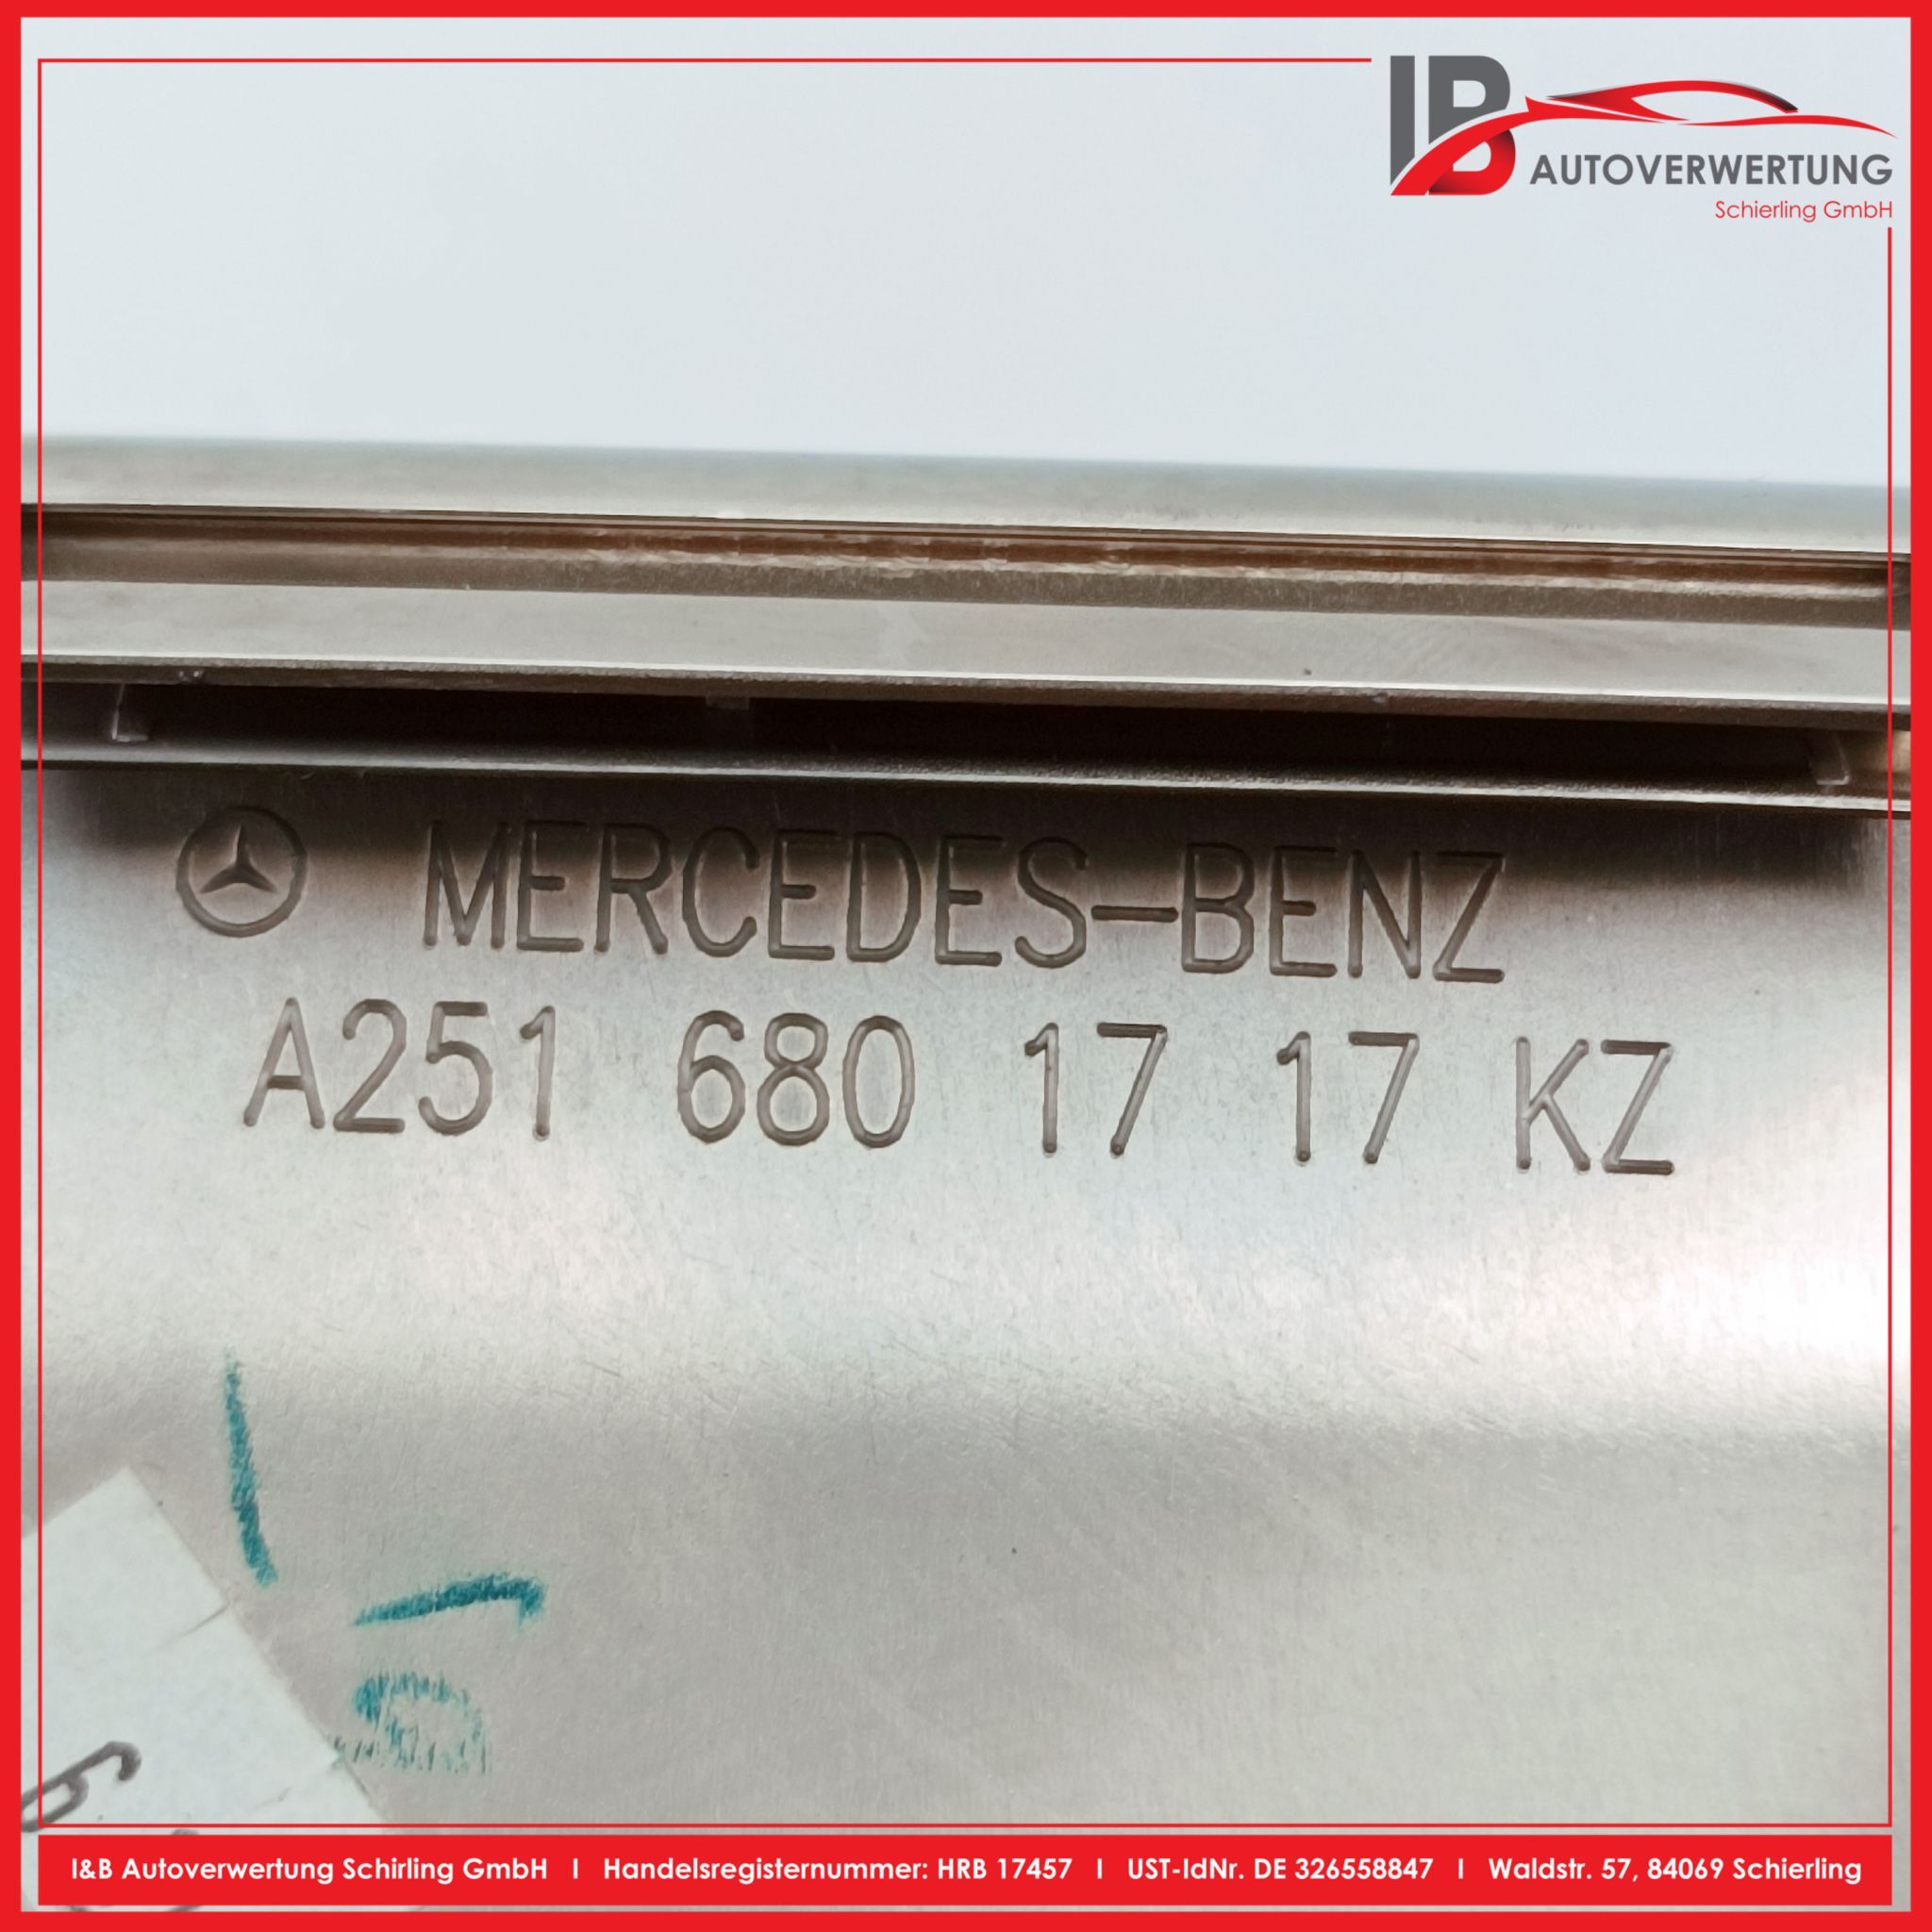 IB AUTOVERWERTUNG
Schierling GmbH
MERCEDES-BENZ
A251 680 17 17 KZ
I&B Autoverwertung Schirling GmbH I Handelsregisternummer: HRB 17457 I UST-IdNr. DE 326558847 I Waldstr. 57, 84069 Schierling